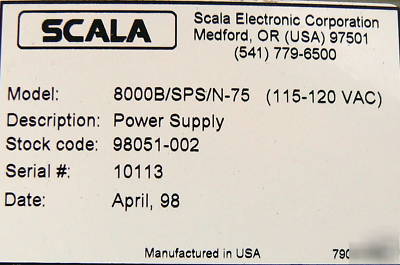 SCALA
Scala Electronic Corporation
Medford, OR (USA) 97501
(541) 779-6500
Model: 8000B/SPS/N-75 (115-120 VAC)
Description: Power Supply
Stock code: 98051-002
Serial #: 10113
Date: April, 98
Manufactured in USA